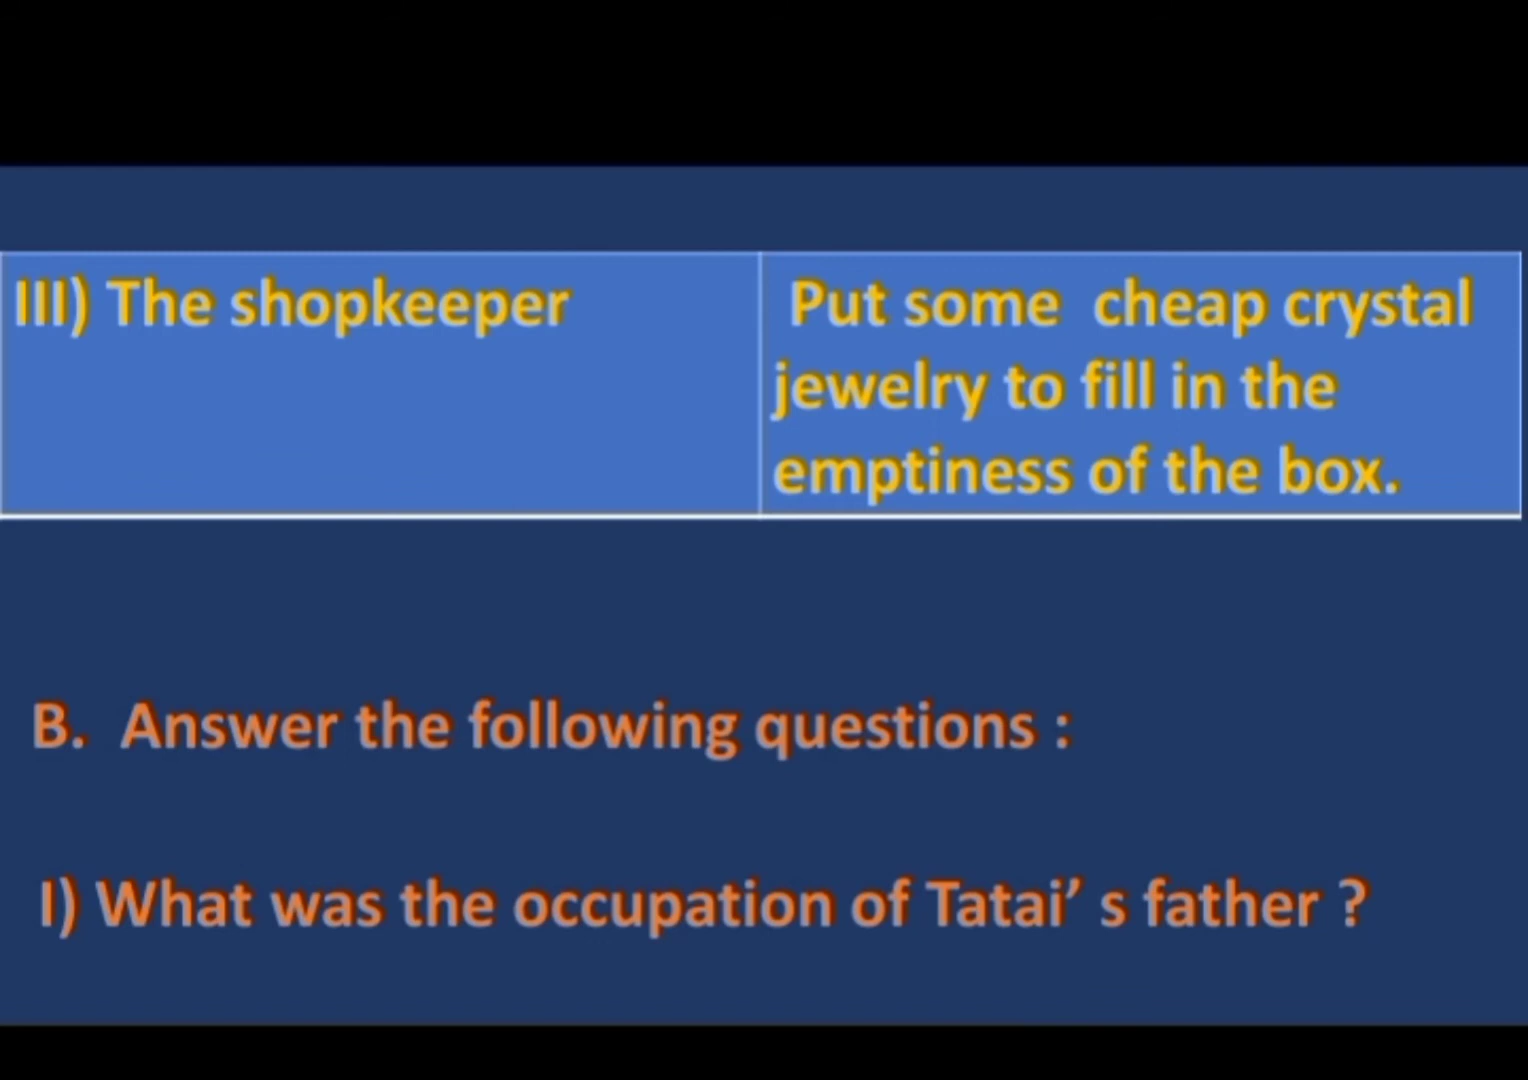 III) The shopkeeper
Put some cheap crystal
jewelry to fill in the
emptiness of the box.
B. Answer the following questions :
I) What was the occupation of Tatai’ s father ?